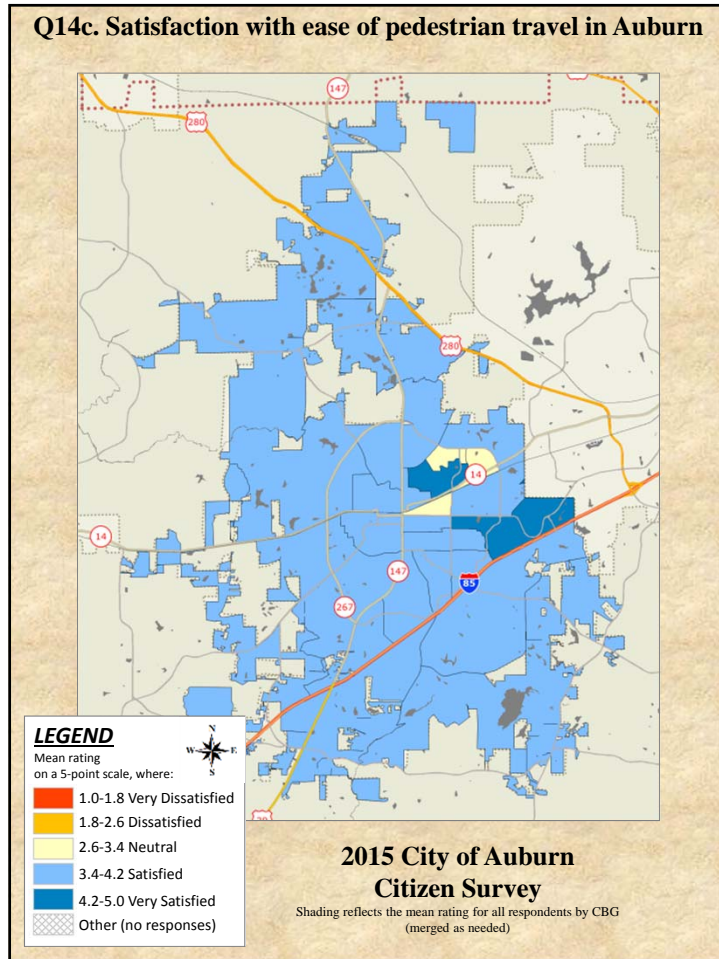 Q14c. Satisfaction with ease of pedestrian travel in Auburn
147
280
280
14
14
147
85
267
LEGEND
Mean rating
on a 5-point scale, where:
N
W E
S
1.0-1.8 Very Dissatisfied
1.8-2.6 Dissatisfied
2.6-3.4 Neutral
3.4-4.2 Satisfied
4.2-5.0 Very Satisfied
Other (no responses)
2015 City of Auburn
Citizen Survey
Shading reflects the mean rating for all respondents by CBG
(merged as needed)